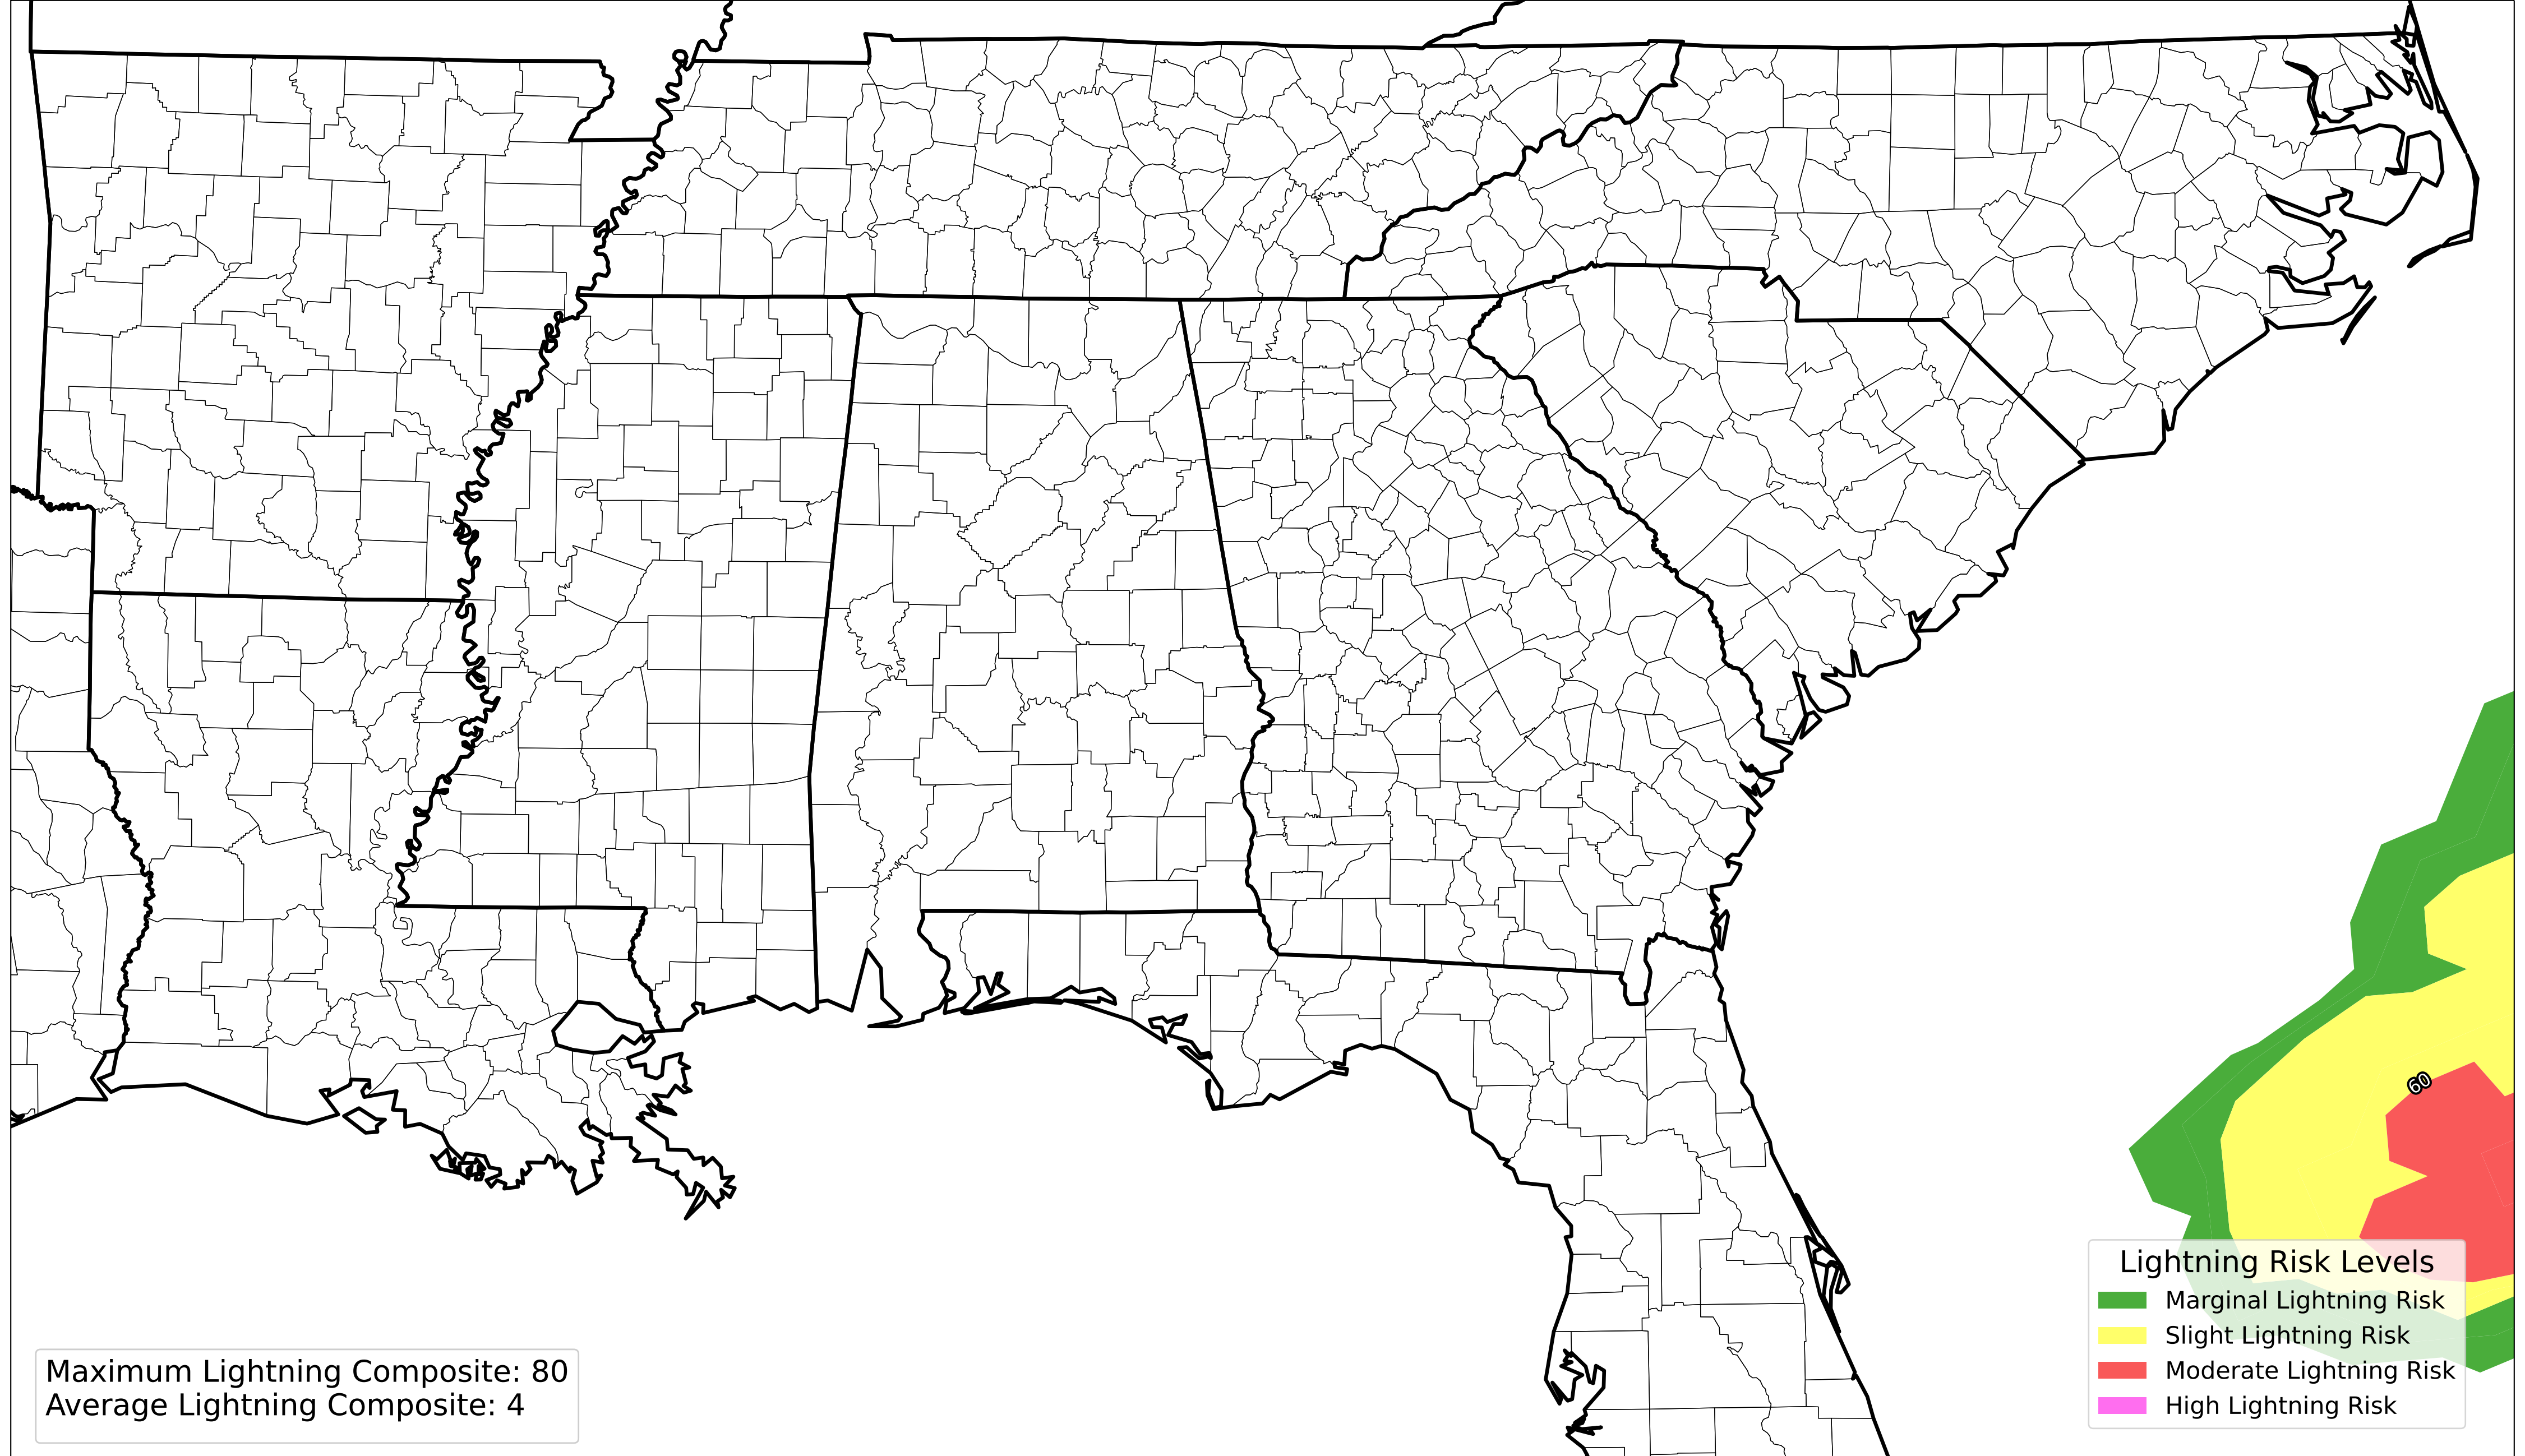 60
Lightning Risk Levels
Marginal Lightning Risk
Slight Lightning Risk
Moderate Lightning Risk
High Lightning Risk
Maximum Lightning Composite: 80
Average Lightning Composite: 4